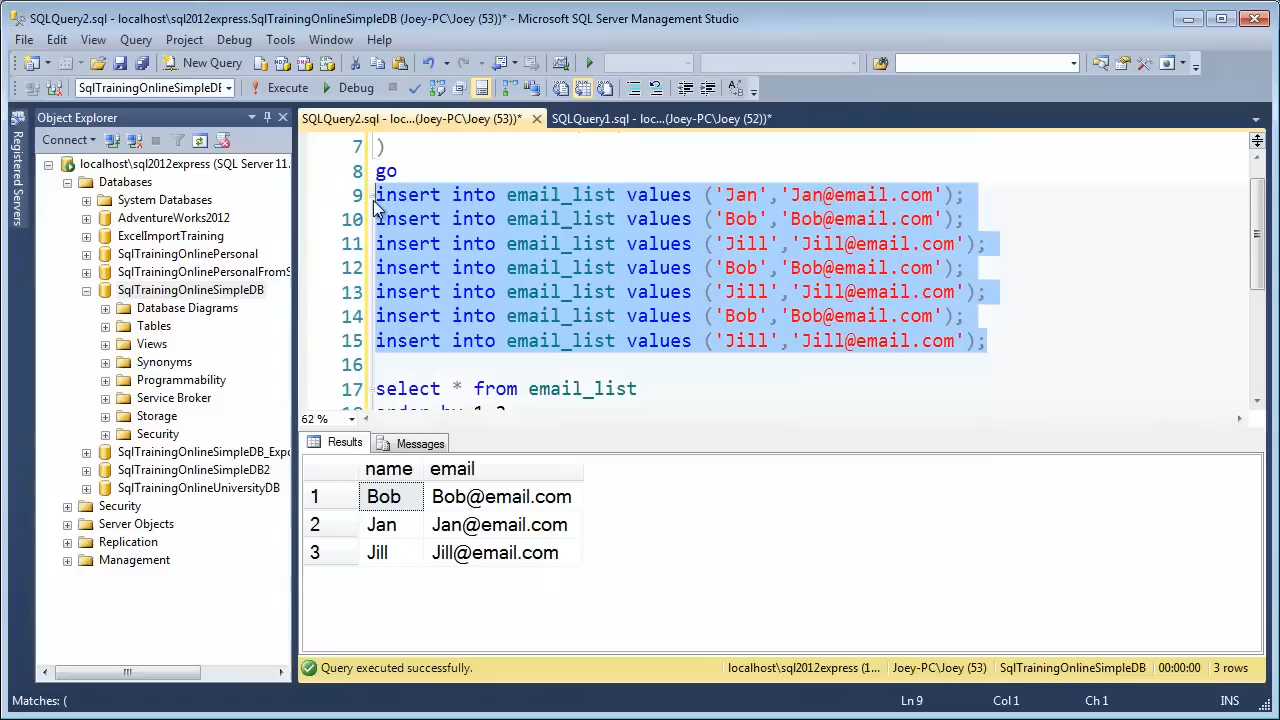 SQLQuery2.sql - localhost\sql2012express.SqlTrainingOnlineSimpleDB (Joey-PC\Joey (53))* - Microsoft SQL Server Management Studio
File Edit View Query Project Debug Tools Window Help
New Query
SqlTrainingOnlineSimpleDE Execute Debug
Registered Servers
Object Explorer
Connect
localhost\sql2012express (SQL Server 11.
Databases
System Databases
AdventureWorks2012
ExcelImportTraining
SqlTrainingOnlinePersonal
SqlTrainingOnlinePersonalFromS
SqlTrainingOnlineSimpleDB
Database Diagrams
Tables
Views
Synonyms
Programmability
Service Broker
Storage
Security
SqlTrainingOnlineSimpleDB_Expo
SqlTrainingOnlineSimpleDB2
SqlTrainingOnlineUniversityDB
Security
Server Objects
Replication
Management
SQLQuery2.sql - loc...(Joey-PC\Joey (53))* SQLQuery1.sql - loc...(Joey-PC\Joey (52))*
7 )
8 go
9 insert into email_list values ('Jan','Jan@email.com');
10 insert into email_list values ('Bob','Bob@email.com');
11 insert into email_list values ('Jill','Jill@email.com');
12 insert into email_list values ('Bob','Bob@email.com');
13 insert into email_list values ('Jill','Jill@email.com');
14 insert into email_list values ('Bob','Bob@email.com');
15 insert into email_list values ('Jill','Jill@email.com');
16
17 select * from email_list
62 %
Results Messages
name email
1 Bob Bob@email.com
2 Jan Jan@email.com
3 Jill Jill@email.com
Query executed successfully. localhost\sql2012express (1... Joey-PC\Joey (53) SqlTrainingOnlineSimpleDB 00:00:00 3 rows
Matches: ( Ln 9 Col 1 Ch 1 INS